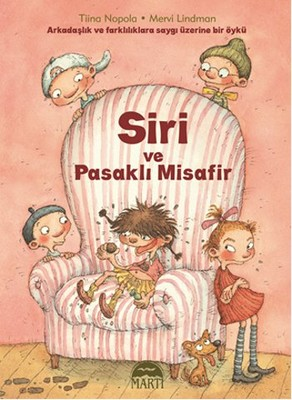 Tiina Nopola • Mervi Lindman
Arkadaşlık ve farklılıklara saygı üzerine bir öykü
Siri
ve
Pasaklı Misafir
MARTI